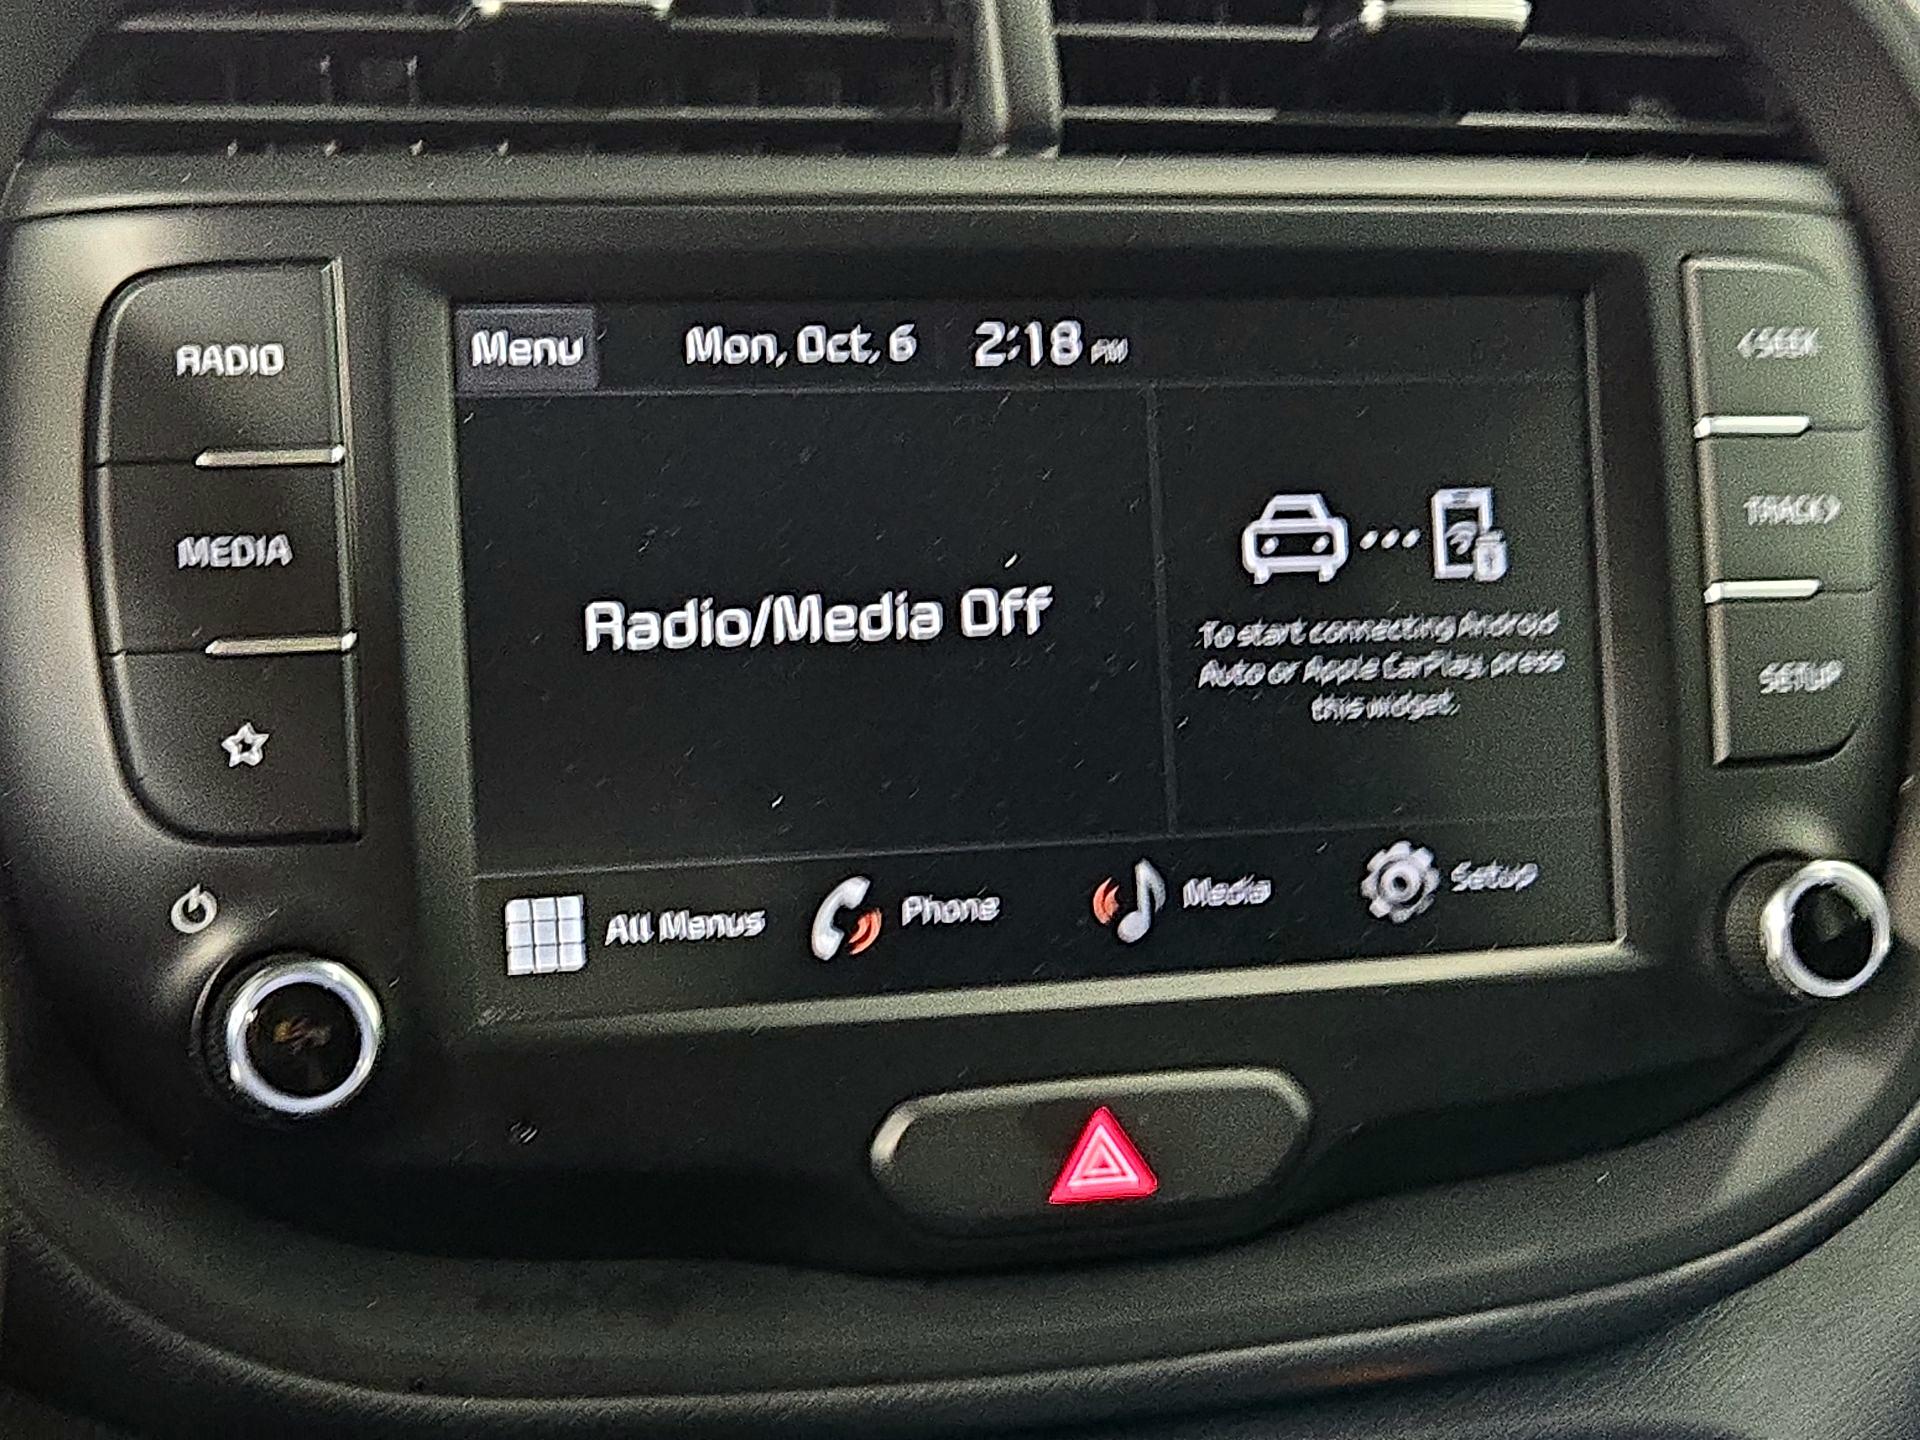 RADIO
MEDIA
Menu Mon, Oct, 6 2:18
Radio/Media Off
To start connecting Android
Auto or Apple CarPlay, press
this widget.
All Menus Phone Media Setup
<SEEK
TRACK>
SETUP